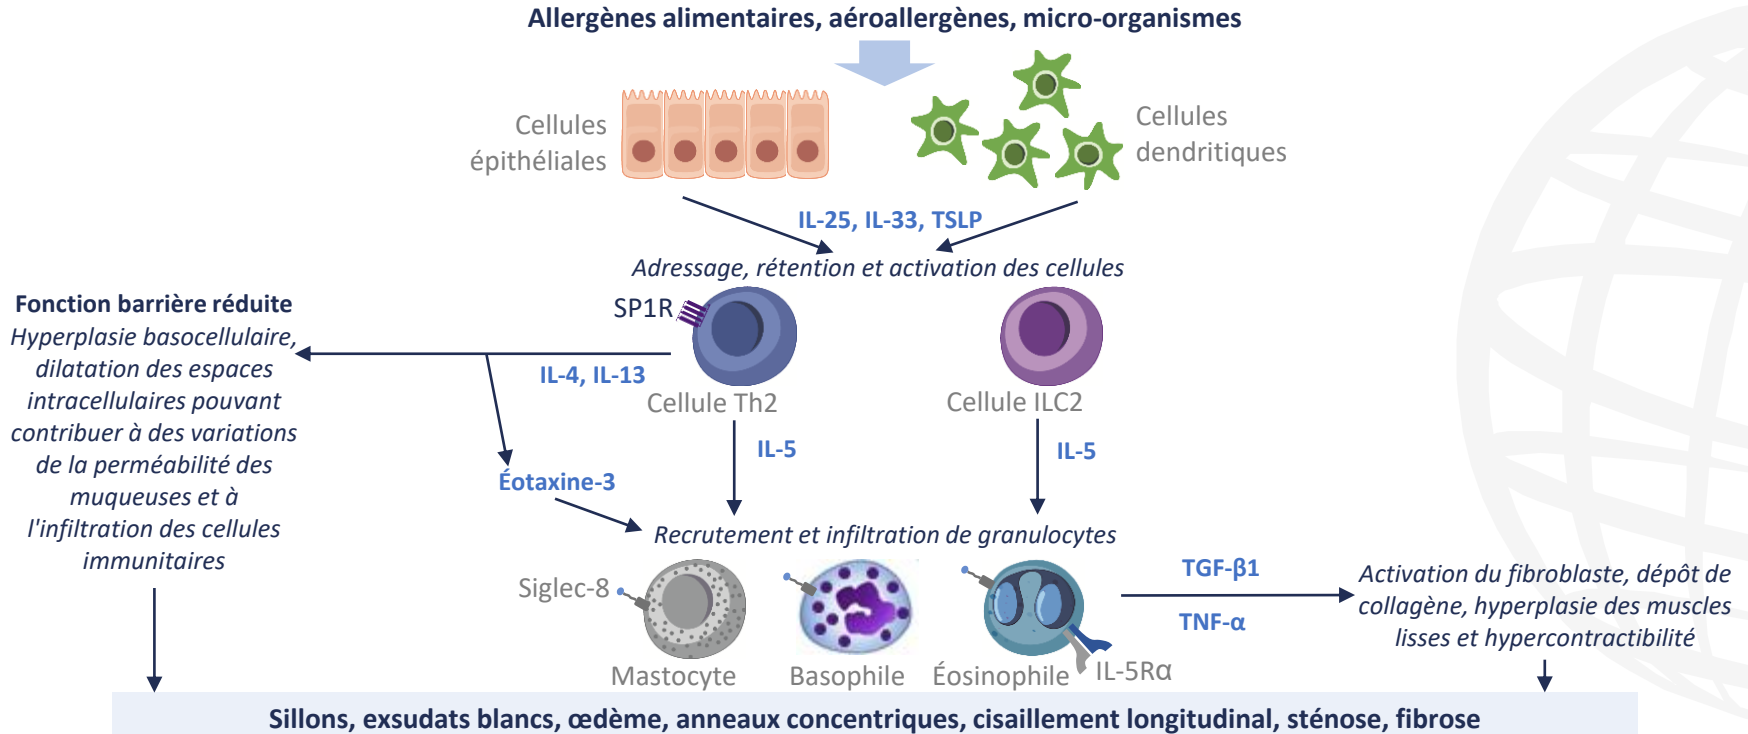 Allergènes alimentaires, aéroallergènes, micro-organismes
Cellules
épithéliales
Cellules
dendritiques
IL-25, IL-33, TSLP
Adressage, rétention et activation des cellules
SP1R
Fonction barrière réduite
Hyperplasie basocellulaire,
dilatation des espaces
intracellulaires pouvant
contribuer à des variations
de la perméabilité des
muqueuses et à
l'infiltration des cellules
immunitaires
IL-4, IL-13
Cellule Th2
Cellule ILC2
IL-5
IL-5
Éotaxine-3
Recrutement et infiltration de granulocytes
Siglec-8
Mastocyte
Basophile
Éosinophile
IL-5Rα
TGF-β1
TNF-α
Activation du fibroblaste, dépôt de
collagène, hyperplasie des muscles
lisses et hypercontractibilité
Sillons, exsudats blancs, œdème, anneaux concentriques, cisaillement longitudinal, sténose, fibrose